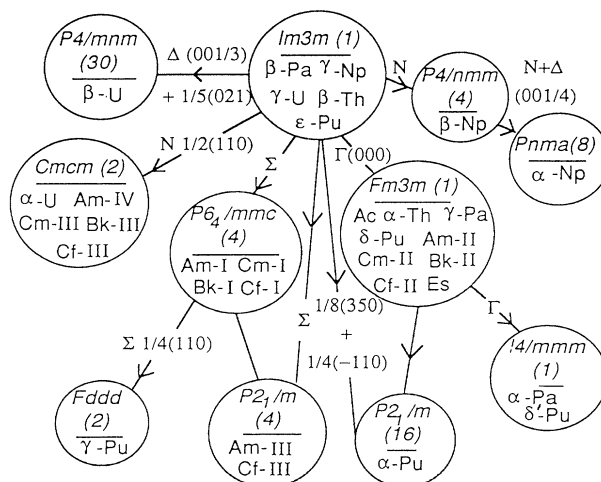 P4/mnm
(30)
β-U
Δ (001/3)
+ 1/5(021)
Im3m (1)
β-Pa γ-Np
γ-U β-Th
ε-Pu
N
P4/nmm
(4)
β-Np
N+Δ
(001/4)
Pnma(8)
α-Np
N 1/2(110)
Cmcm (2)
α-U Am-IV
Cm-III Bk-III
Cf-III
Σ
Γ(000)
P6₄/mmc
(4)
Am-I Cm-I
Bk-I Cf-I
Fm3m (1)
Ac α-Th γ-Pa
δ-Pu Am-II
Cm-II Bk-II
Cf-II Es
Σ 1/8(350)
+
1/4(-110)
Γ
I4/mmm
(1)
α-Pa
δ'-Pu
Σ 1/4(110)
Fddd
(2)
γ-Pu
P2₁/m
(4)
Am-III
Cf-III
P2₁/m
(16)
α-Pu